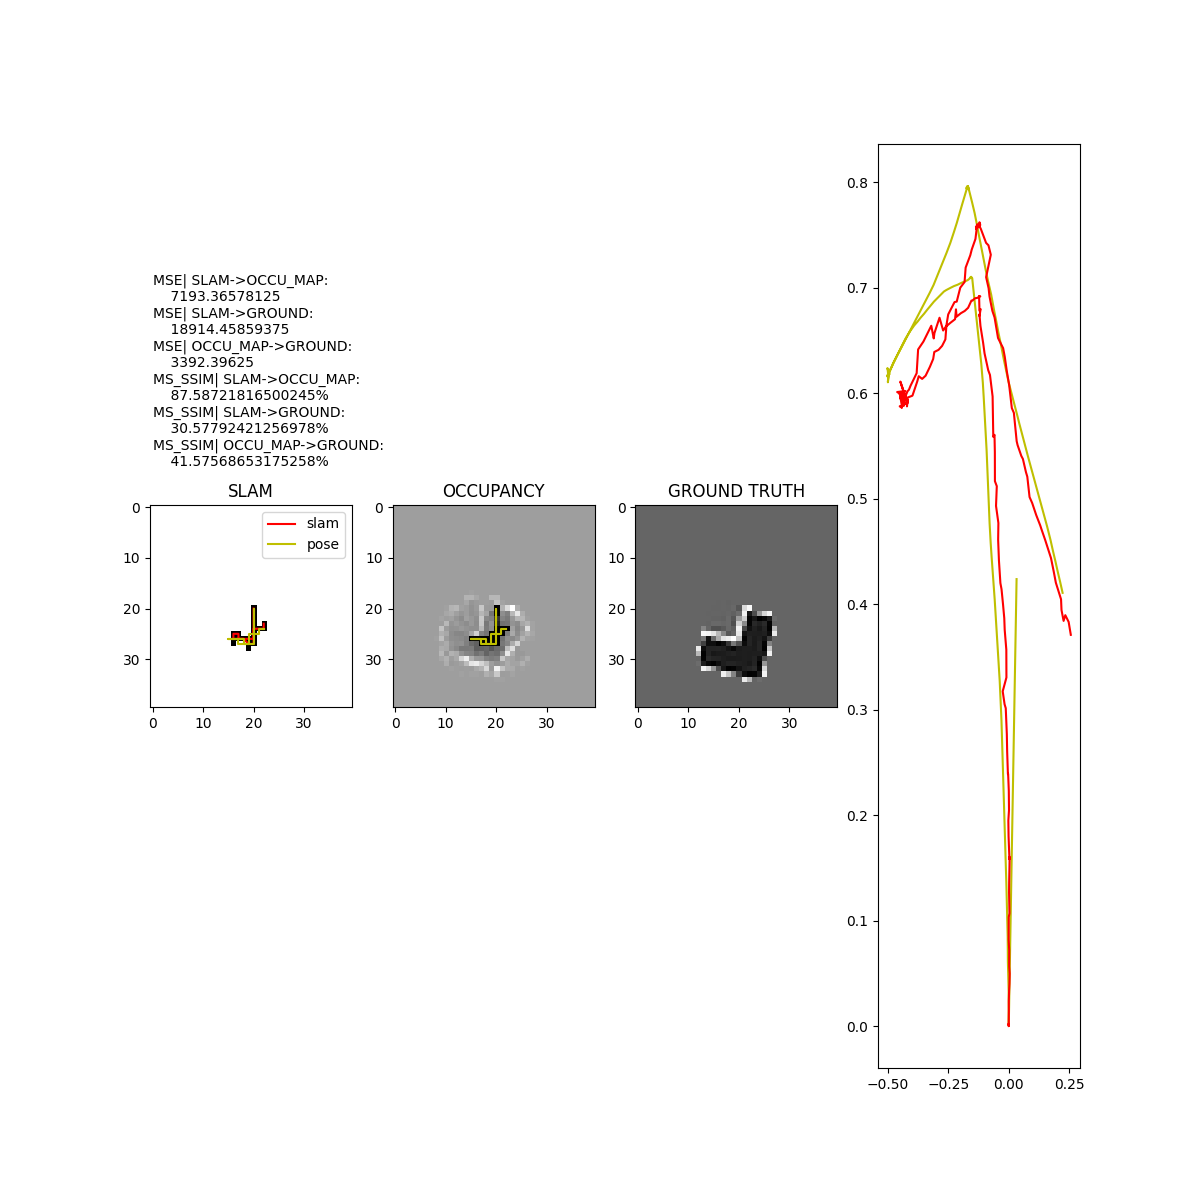 MSE| SLAM->OCCU_MAP:
7193.36578125
MSE| SLAM->GROUND:
18914.45859375
MSE| OCCU_MAP->GROUND:
3392.39625
MS_SSIM| SLAM->OCCU_MAP:
87.58721816500245%
MS_SSIM| SLAM->GROUND:
30.57792421256978%
MS_SSIM| OCCU_MAP->GROUND:
41.57568653175258%
SLAM
0
10
20
30
0 10 20 30
slam
pose
OCCUPANCY
0
10
20
30
0 10 20 30
GROUND TRUTH
0
10
20
30
0 10 20 30
0.8
0.7
0.6
0.5
0.4
0.3
0.2
0.1
0.0
−0.50 −0.25 0.00 0.25